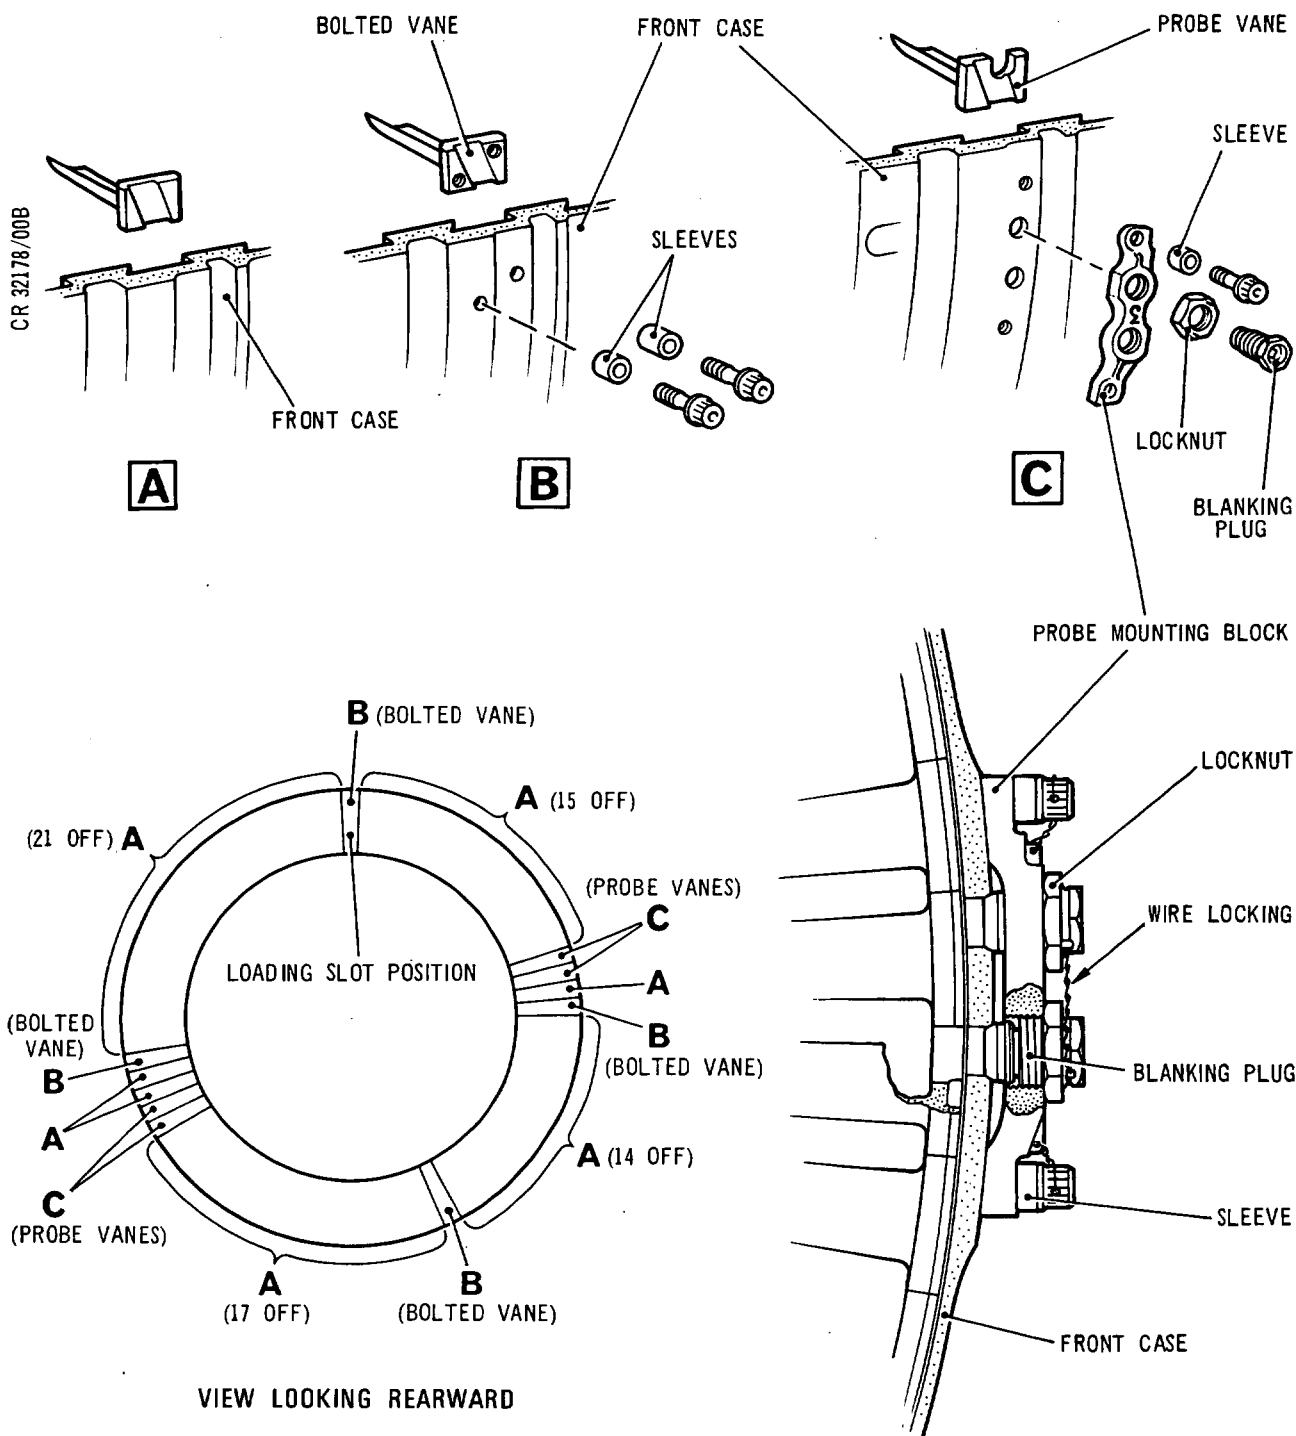 BOLTED VANE
FRONT CASE
PROBE VANE
SLEEVE
SLEEVES
CR 32178/00B
FRONT CASE
LOCKNUT
BLANKING
PLUG
3
A
B
C
PROBE MOUNTING BLOCK
B (BOLTED VANE)
A (15 OFF)
(21 OFF) A
(PROBE VANES)
C
LOADING SLOT POSITION
A
B
(BOLTED VANE)
(BOLTED
VANE)
B
A
C
(PROBE VANES)
A (14 OFF)
A
(17 OFF)
B
(BOLTED VANE)
VIEW LOOKING REARWARD
LOCKNUT
WIRE LOCKING
BLANKING PLUG
SLEEVE
FRONT CASE